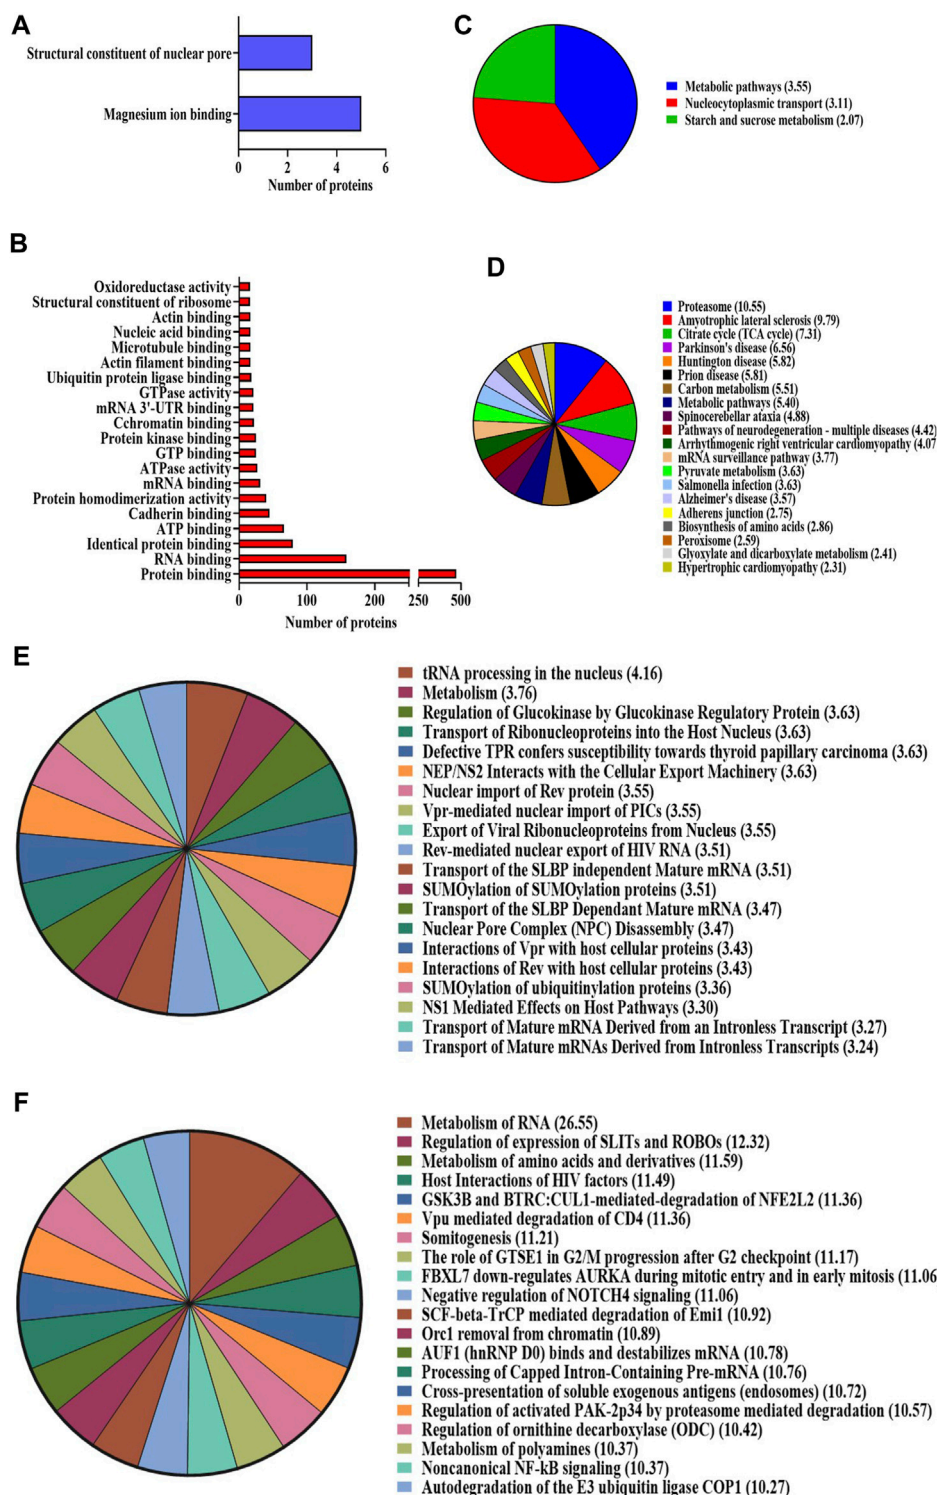 A
Structural constituent of nuclear pore
Magnesium ion binding
0 2 4 6
Number of proteins
C
Metabolic pathways (3.55)
Nucleocytoplasmic transport (3.11)
Starch and sucrose metabolism (2.07)
B
Oxidoreductase activity
Structural constituent of ribosome
Actin binding
Nucleic acid binding
Microtubule binding
Actin filament binding
Ubiquitin protein ligase binding
GTPase activity
mRNA 3'-UTR binding
Cchromatin binding
Protein kinase binding
GTP binding
ATPase activity
mRNA binding
Protein homodimerization activity
Cadherin binding
ATP binding
Identical protein binding
RNA binding
Protein binding
0 100 200 250 500
Number of proteins
D
Proteasome (10.55)
Amyotrophic lateral sclerosis (9.79)
Citrate cycle (TCA cycle) (7.31)
Parkinson's disease (6.56)
Huntington disease (5.82)
Prion disease (5.81)
Carbon metabolism (5.51)
Metabolic pathways (5.40)
Spinocerebellar ataxia (4.88)
Pathways of neurodegeneration - multiple diseases (4.42)
Arrhythmogenic right ventricular cardiomyopathy (4.07
mRNA surveillance pathway (3.77)
Pyruvate metabolism (3.63)
Salmonella infection (3.63)
Alzheimer's disease (3.57)
Adherens junction (2.75)
Biosynthesis of amino acids (2.86)
Peroxisome (2.59)
Glyoxylate and dicarboxylate metabolism (2.41)
Hypertrophic cardiomyopathy (2.31)
E
tRNA processing in the nucleus (4.16)
Metabolism (3.76)
Regulation of Glucokinase by Glucokinase Regulatory Protein (3.63)
Transport of Ribonucleoproteins into the Host Nucleus (3.63)
Defective TPR confers susceptibility towards thyroid papillary carcinoma (3.63)
NEP/NS2 Interacts with the Cellular Export Machinery (3.63)
Nuclear import of Rev protein (3.55)
Vpr-mediated nuclear import of PICs (3.55)
Export of Viral Ribonucleoproteins from Nucleus (3.55)
Rev-mediated nuclear export of HIV RNA (3.51)
Transport of the SLBP independent Mature mRNA (3.51)
SUMOylation of SUMOylation proteins (3.51)
Transport of the SLBP Dependant Mature mRNA (3.47)
Nuclear Pore Complex (NPC) Disassembly (3.47)
Interactions of Vpr with host cellular proteins (3.43)
Interactions of Rev with host cellular proteins (3.43)
SUMOylation of ubiquitinylation proteins (3.36)
NS1 Mediated Effects on Host Pathways (3.30)
Transport of Mature mRNA Derived from an Intronless Transcript (3.27)
Transport of Mature mRNAs Derived from Intronless Transcripts (3.24)
F
Metabolism of RNA (26.55)
Regulation of expression of SLITs and ROBOs (12.32)
Metabolism of amino acids and derivatives (11.59)
Host Interactions of HIV factors (11.49)
GSK3B and BTRC:CUL1-mediated-degradation of NFE2L2 (11.36)
Vpu mediated degradation of CD4 (11.36)
Somitogenesis (11.21)
The role of GTSE1 in G2/M progression after G2 checkpoint (11.17)
FBXL7 down-regulates AURKA during mitotic entry and in early mitosis (11.06
Negative regulation of NOTCH4 signaling (11.06)
SCF-beta-TrCP mediated degradation of Emi1 (10.92)
Orc1 removal from chromatin (10.89)
AUF1 (hnRNP D0) binds and destabilizes mRNA (10.78)
Processing of Capped Intron-Containing Pre-mRNA (10.76)
Cross-presentation of soluble exogenous antigens (endosomes) (10.72)
Regulation of activated PAK-2p34 by proteasome mediated degradation (10.57)
Regulation of ornithine decarboxylase (ODC) (10.42)
Metabolism of polyamines (10.37)
Noncanonical NF-kB signaling (10.37)
Autodegradation of the E3 ubiquitin ligase COP1 (10.27)